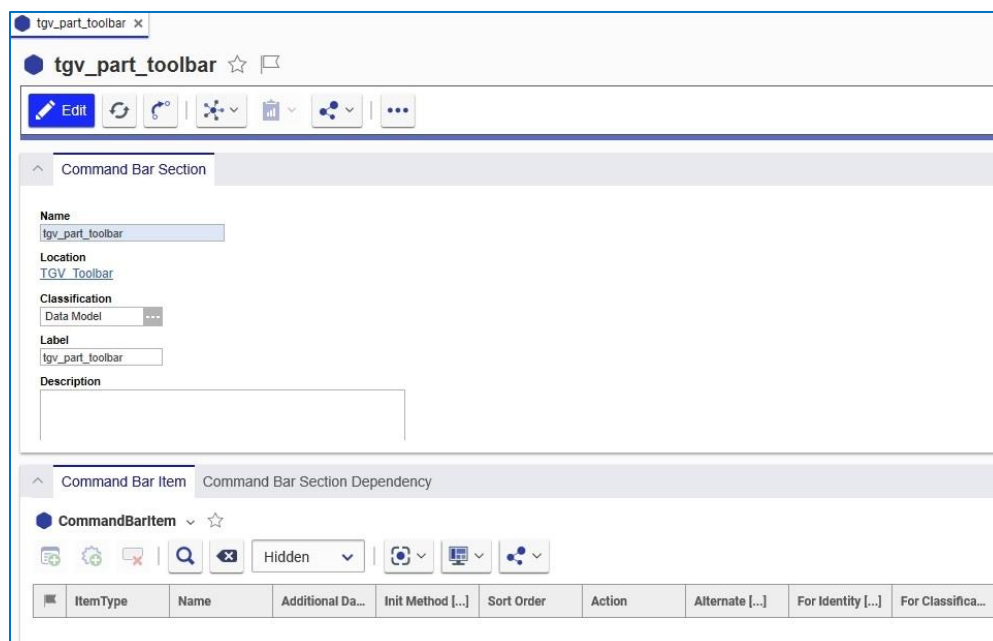 tgv_part_toolbar
tgv_part_toolbar
Edit
Command Bar Section
Name
tgv_part_toolbar
Location
TGV_Toolbar
Classification
Data Model
Label
tgv_part_toolbar
Description
Command Bar Item Command Bar Section Dependency
CommandBarItem
Hidden
ItemType Name Additional Da... Init Method [...] Sort Order Action Alternate [...] For Identity [...] For Classifica...